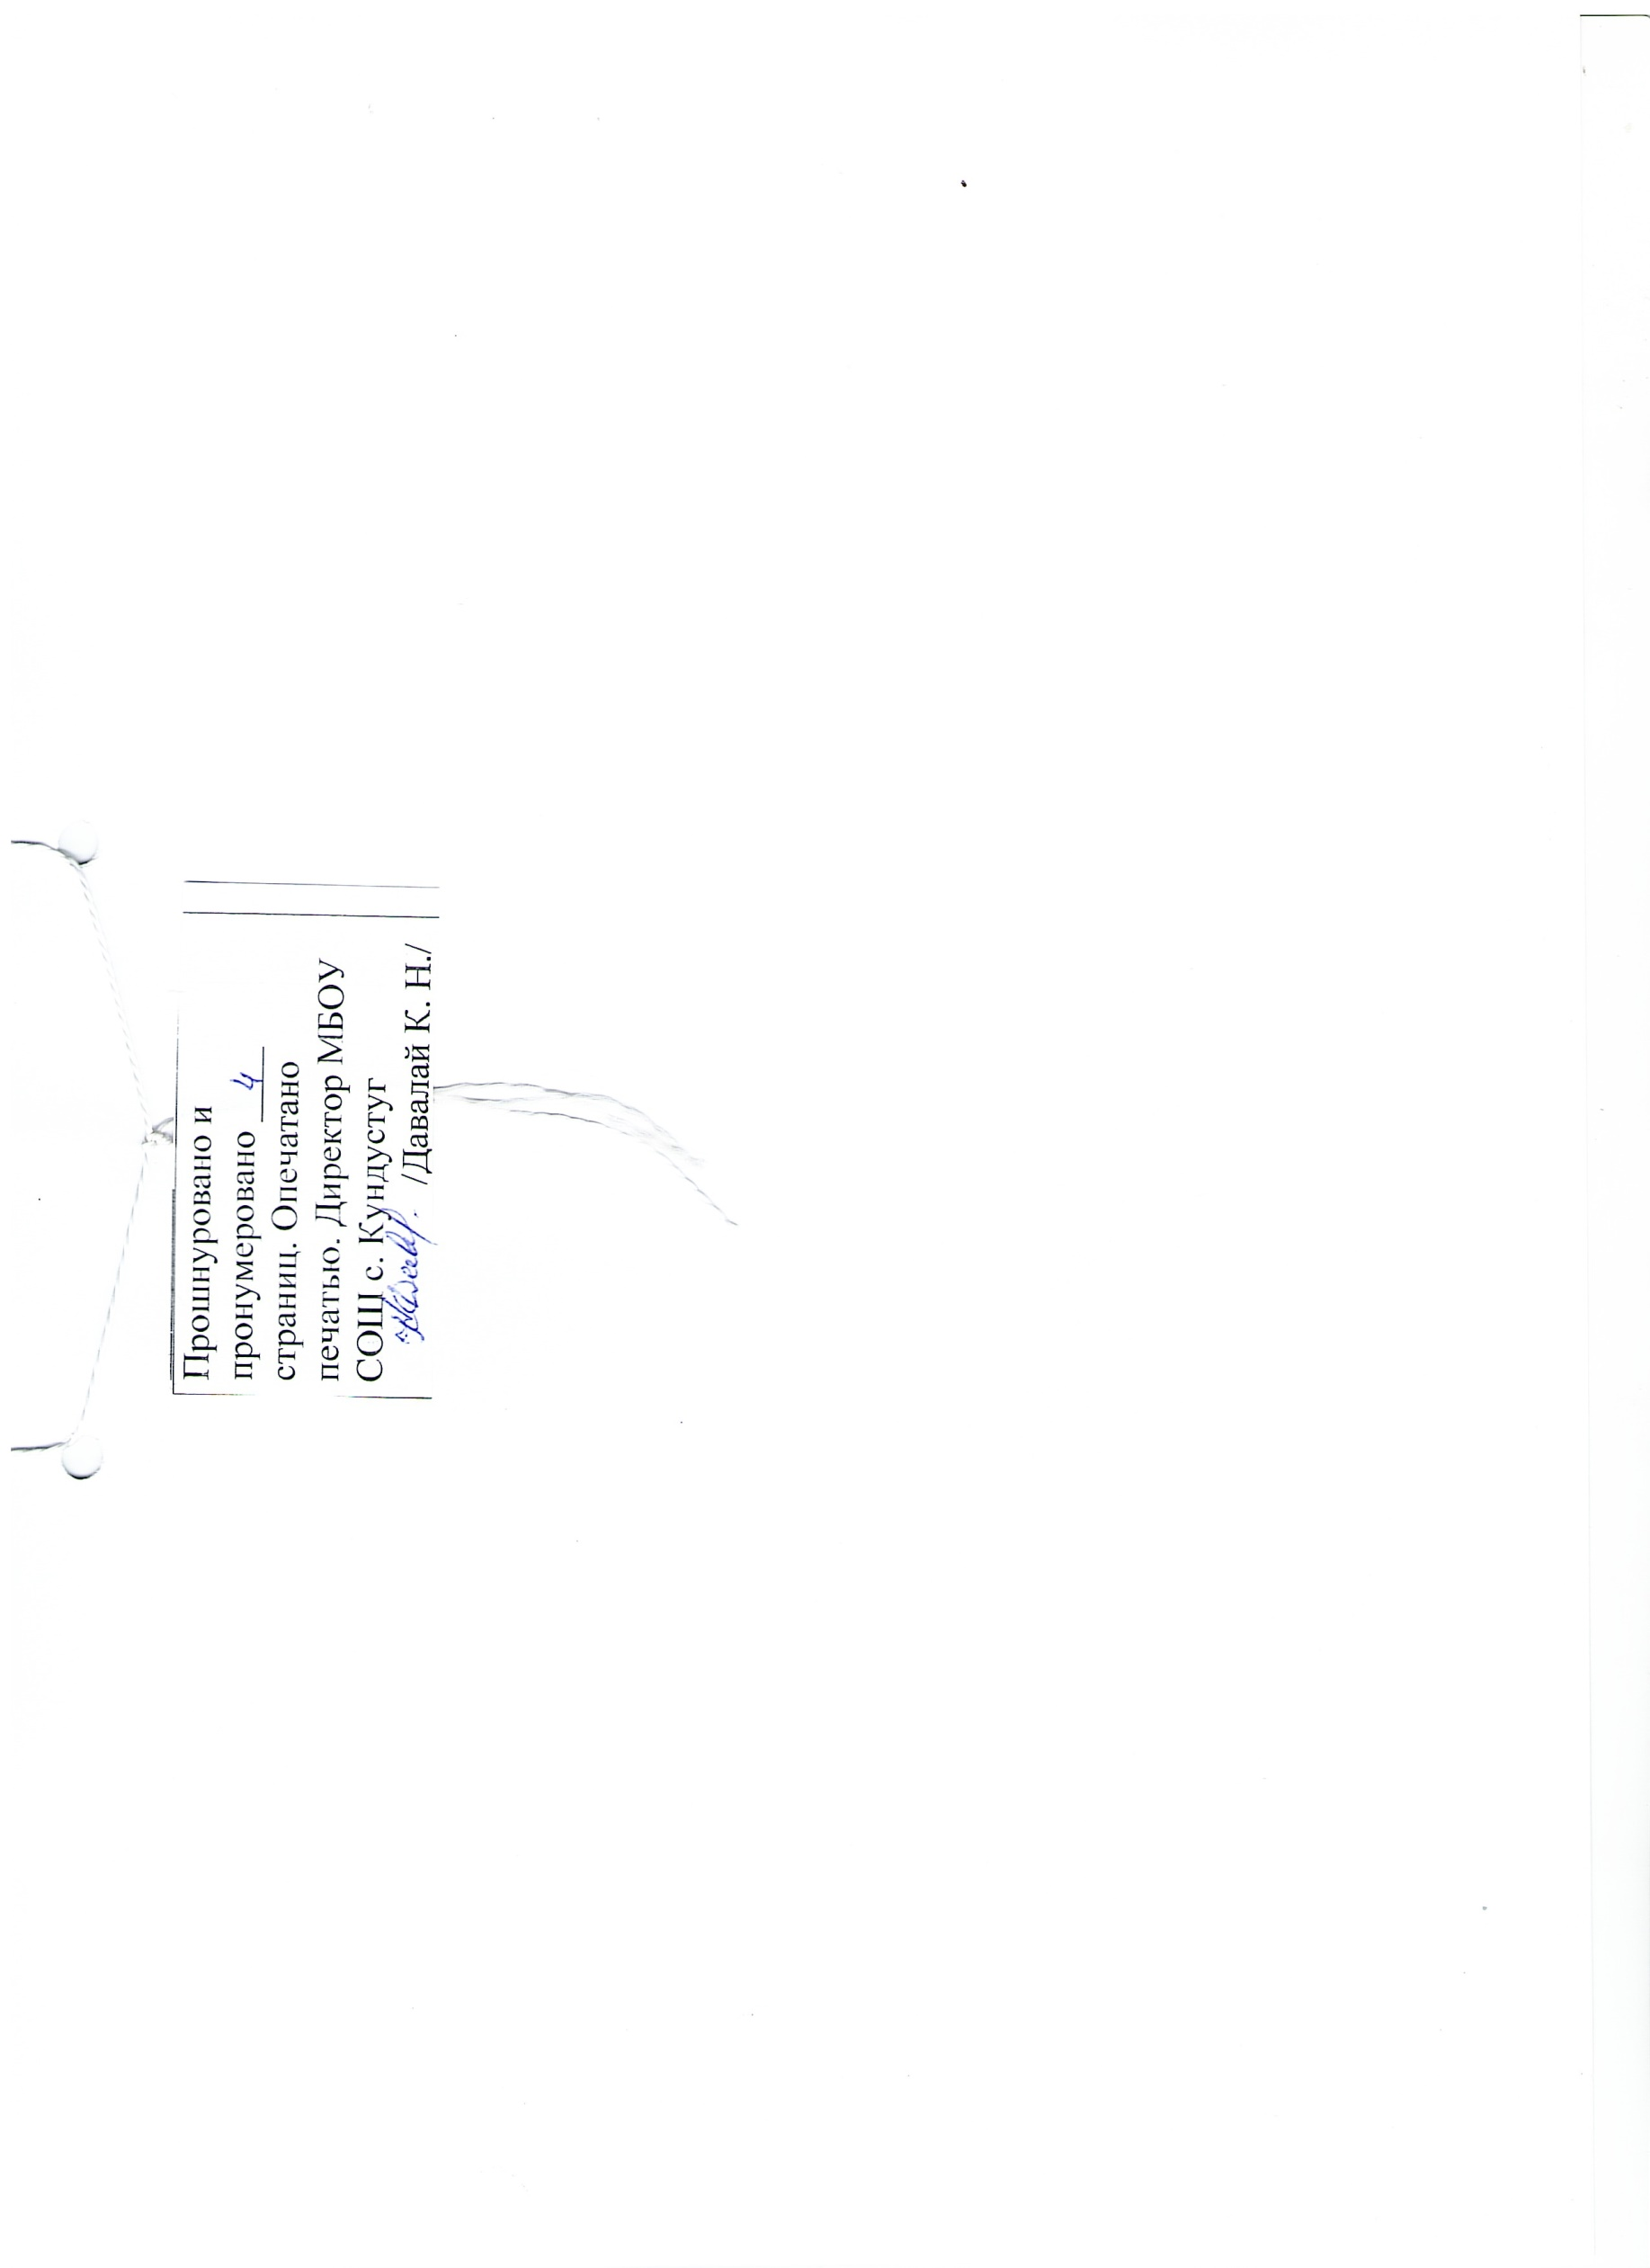 Прошнуровано и
пронумеровано 4
страниц. Опечатано
печатью. Директор МБОУ
СОШ с. Кундустуг
/Давалай К. Н./